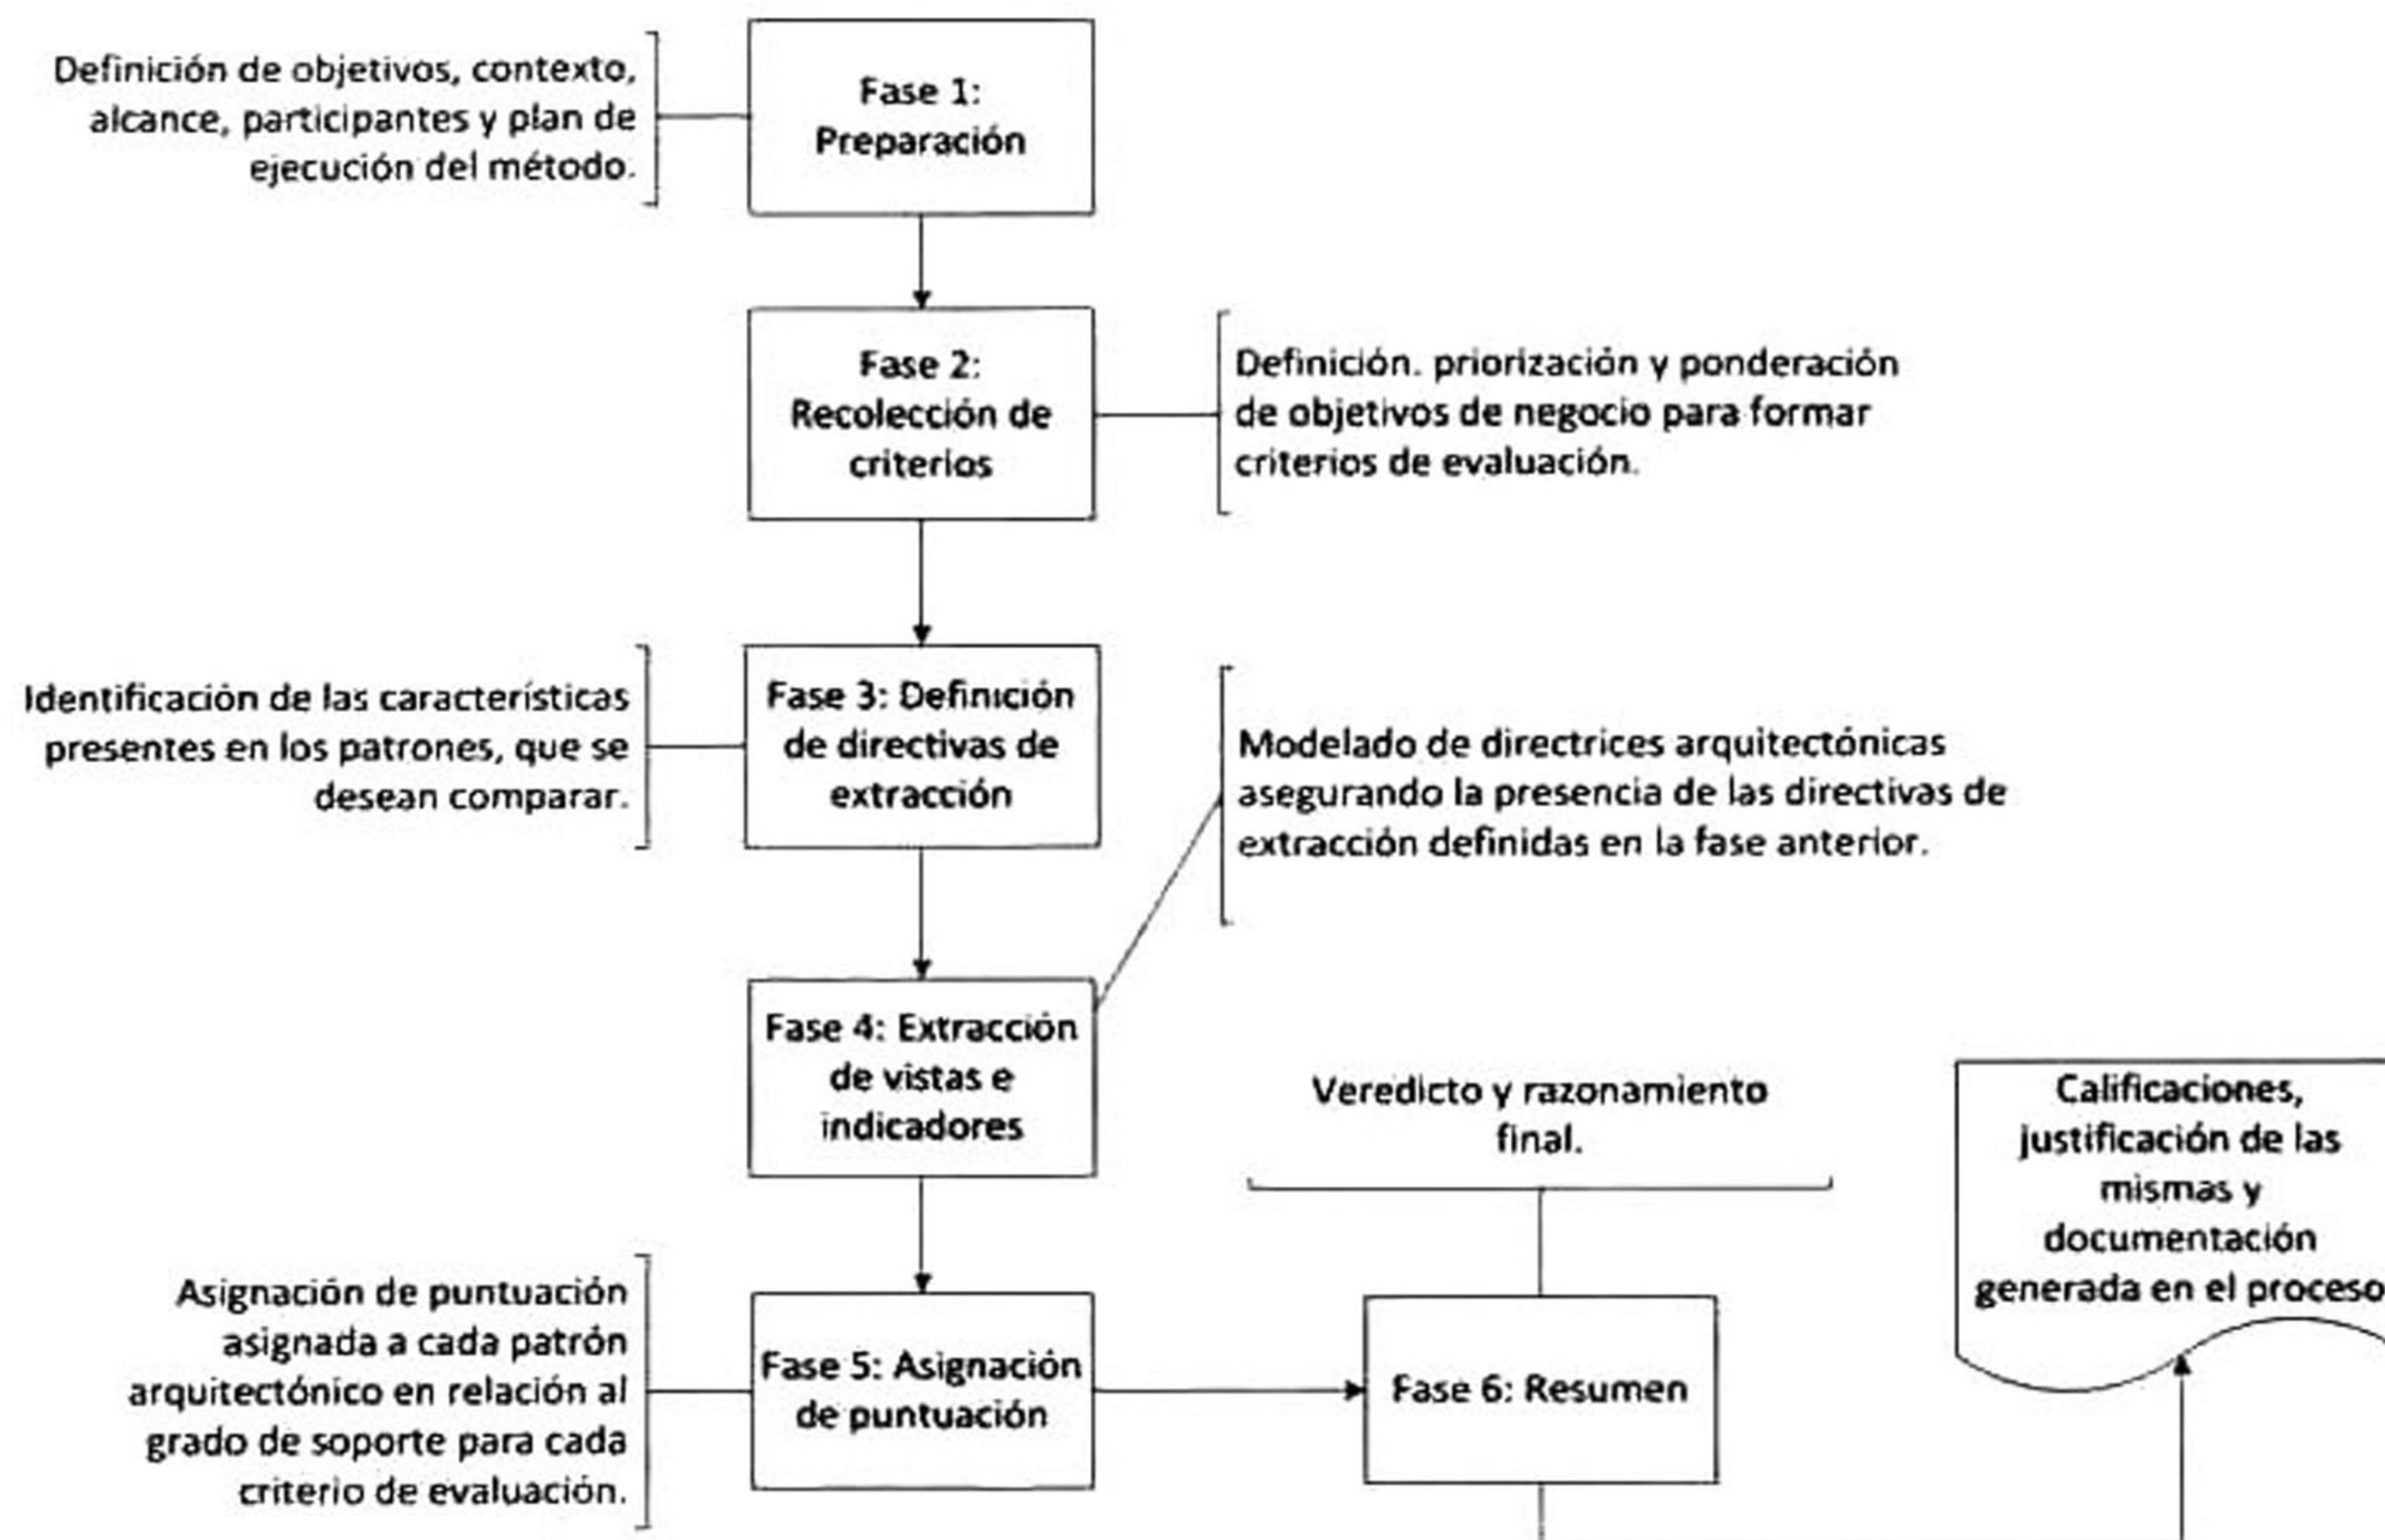 Definición de objetivos, contexto,
alcance, participantes y plan de
ejecución del método.
Fase 1:
Preparación
Fase 2:
Recolección de
criterios
Definición. priorización y ponderación
de objetivos de negocio para formar
criterios de evaluación.
Identificación de las características
presentes en los patrones, que se
desean comparar.
Fase 3: Definición
de directivas de
extracción
Modelado de directrices arquitectónicas
asegurando la presencia de las directivas de
extracción definidas en la fase anterior.
Fase 4: Extracción
de vistas e
indicadores
Veredicto y razonamiento
final.
Calificaciones,
justificación de las
mismas y
documentación
generada en el proceso
Asignación de puntuación
asignada a cada patrón
arquitectónico en relación al
grado de soporte para cada
criterio de evaluación.
Fase 5: Asignación
de puntuación
Fase 6: Resumen